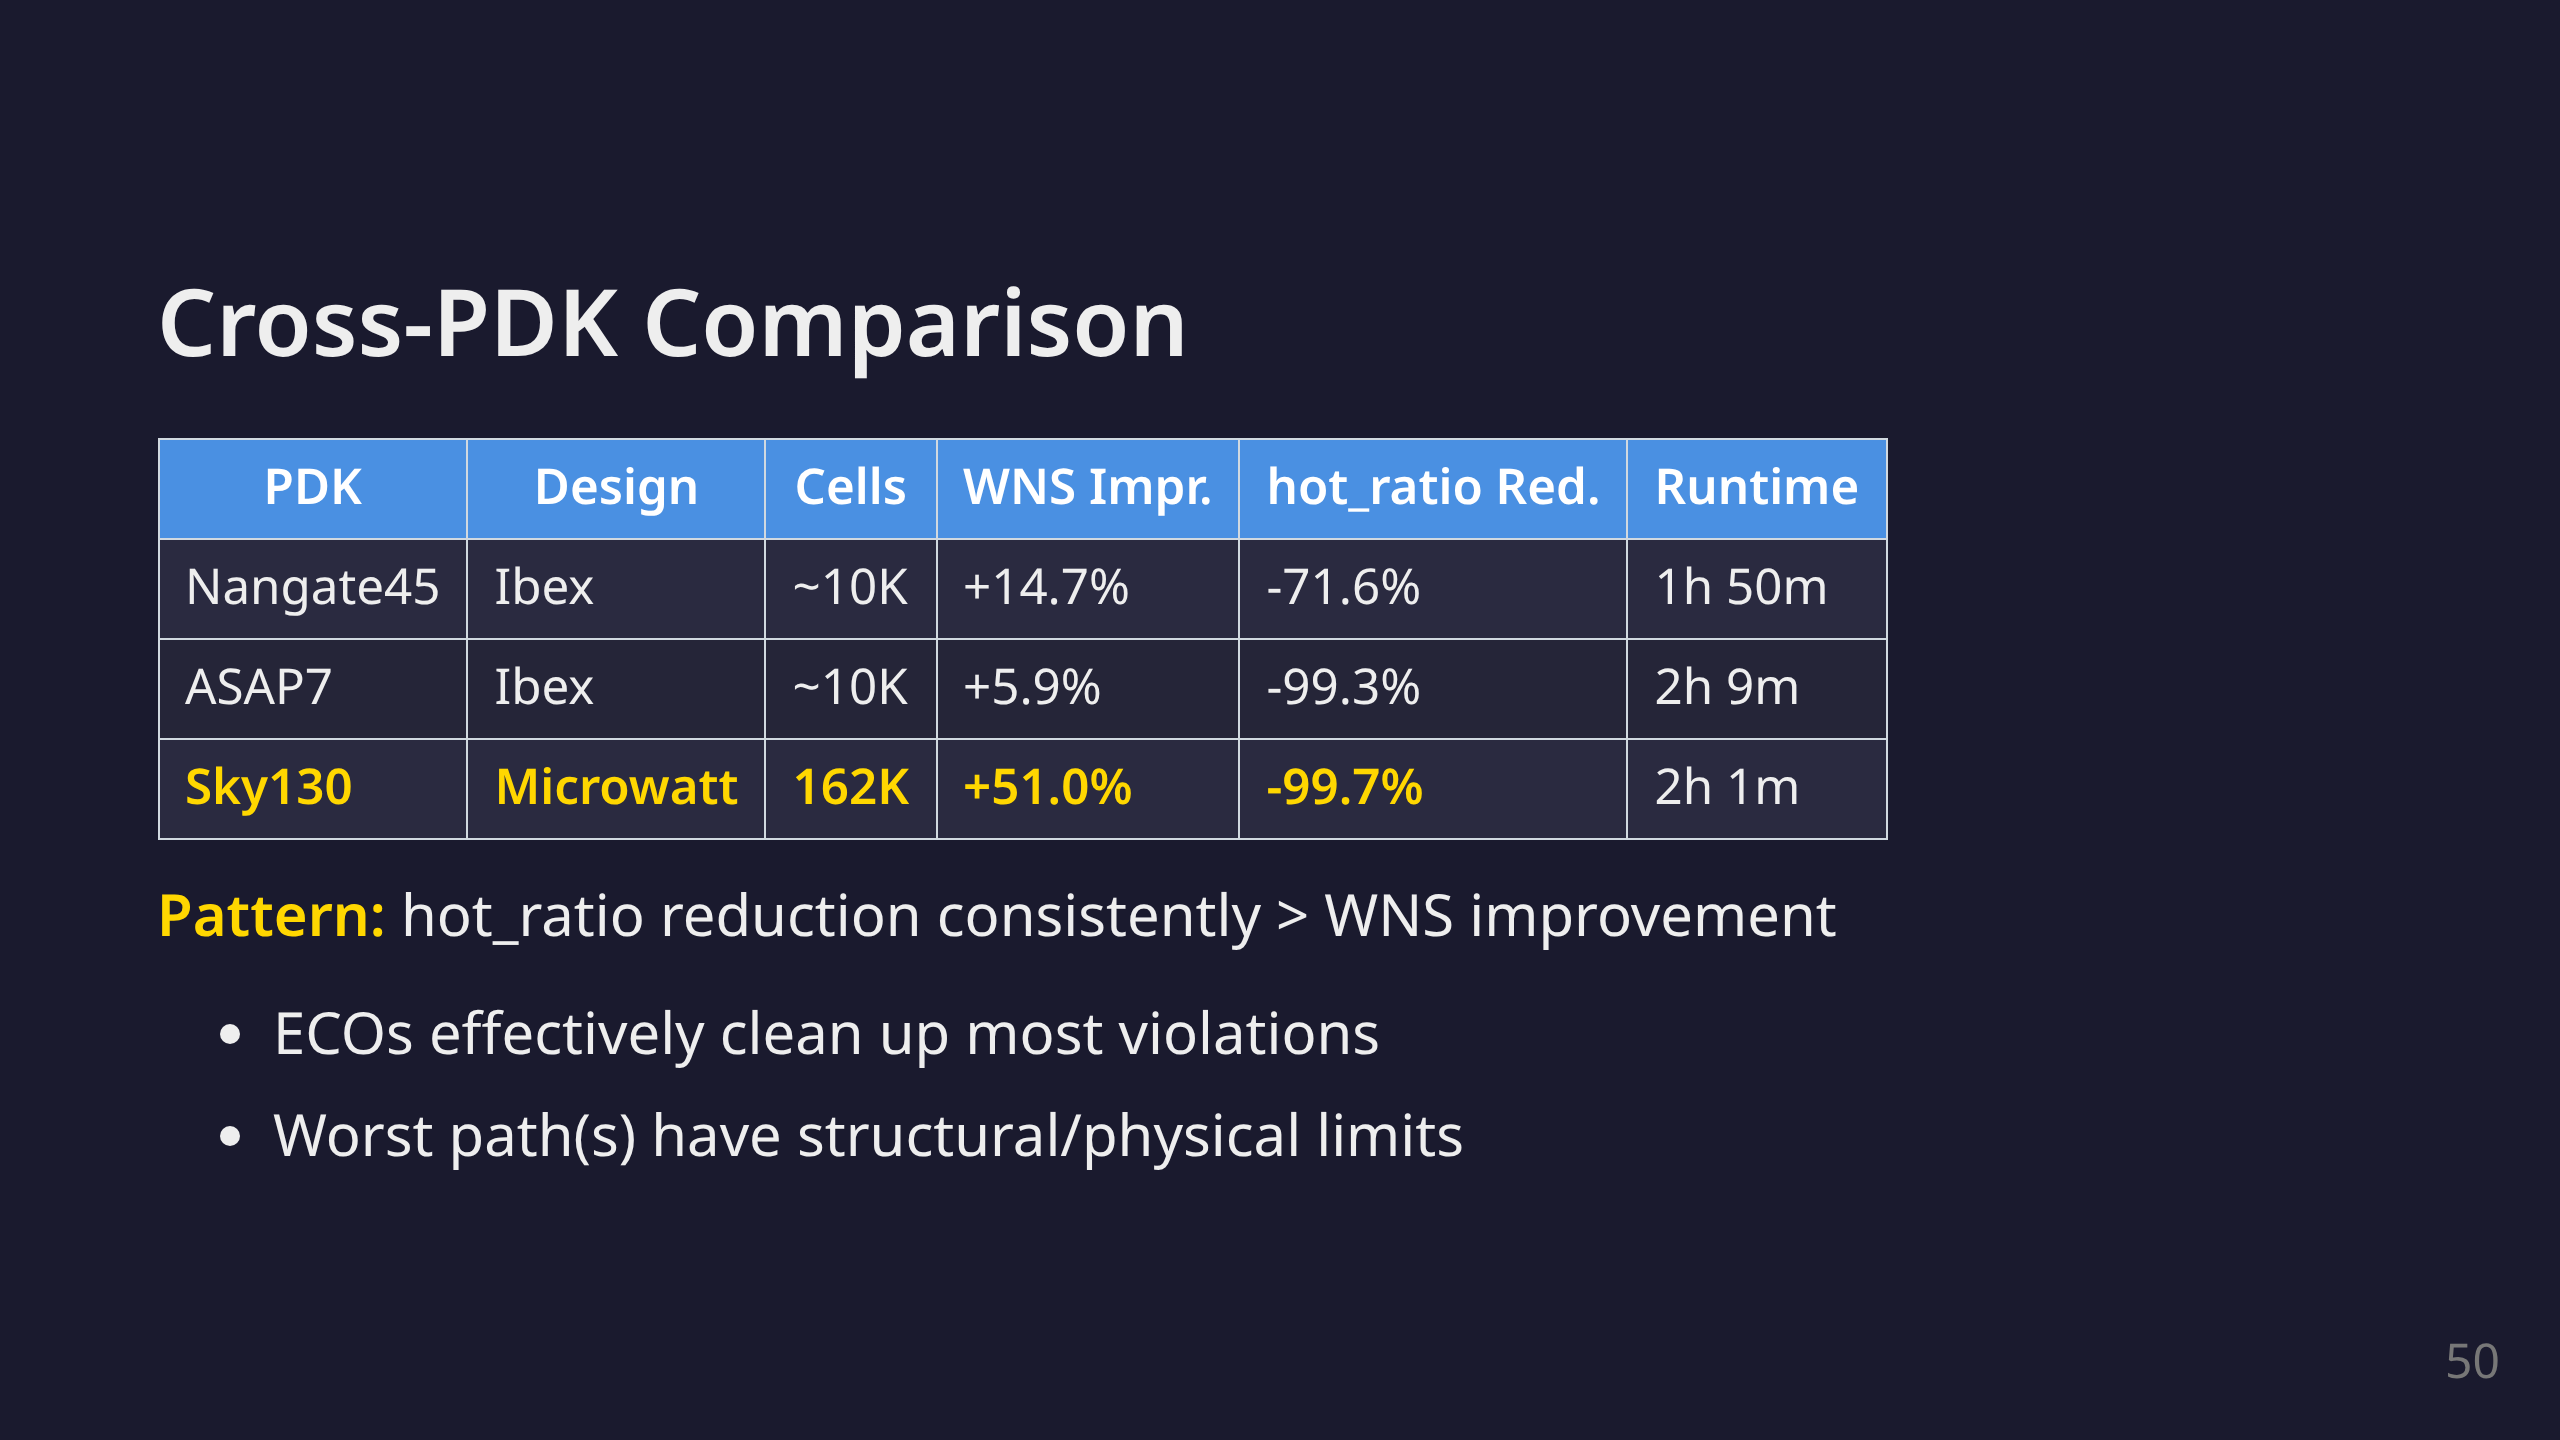 Cross-PDK Comparison
PDK Design Cells WNS Impr. hot_ratio Red. Runtime
Nangate45 Ibex ~10K +14.7% -71.6% 1h 50m
ASAP7 Ibex ~10K +5.9% -99.3% 2h 9m
Sky130 Microwatt 162K +51.0% -99.7% 2h 1m
Pattern: hot_ratio reduction consistently > WNS improvement
• ECOs effectively clean up most violations
• Worst path(s) have structural/physical limits
50